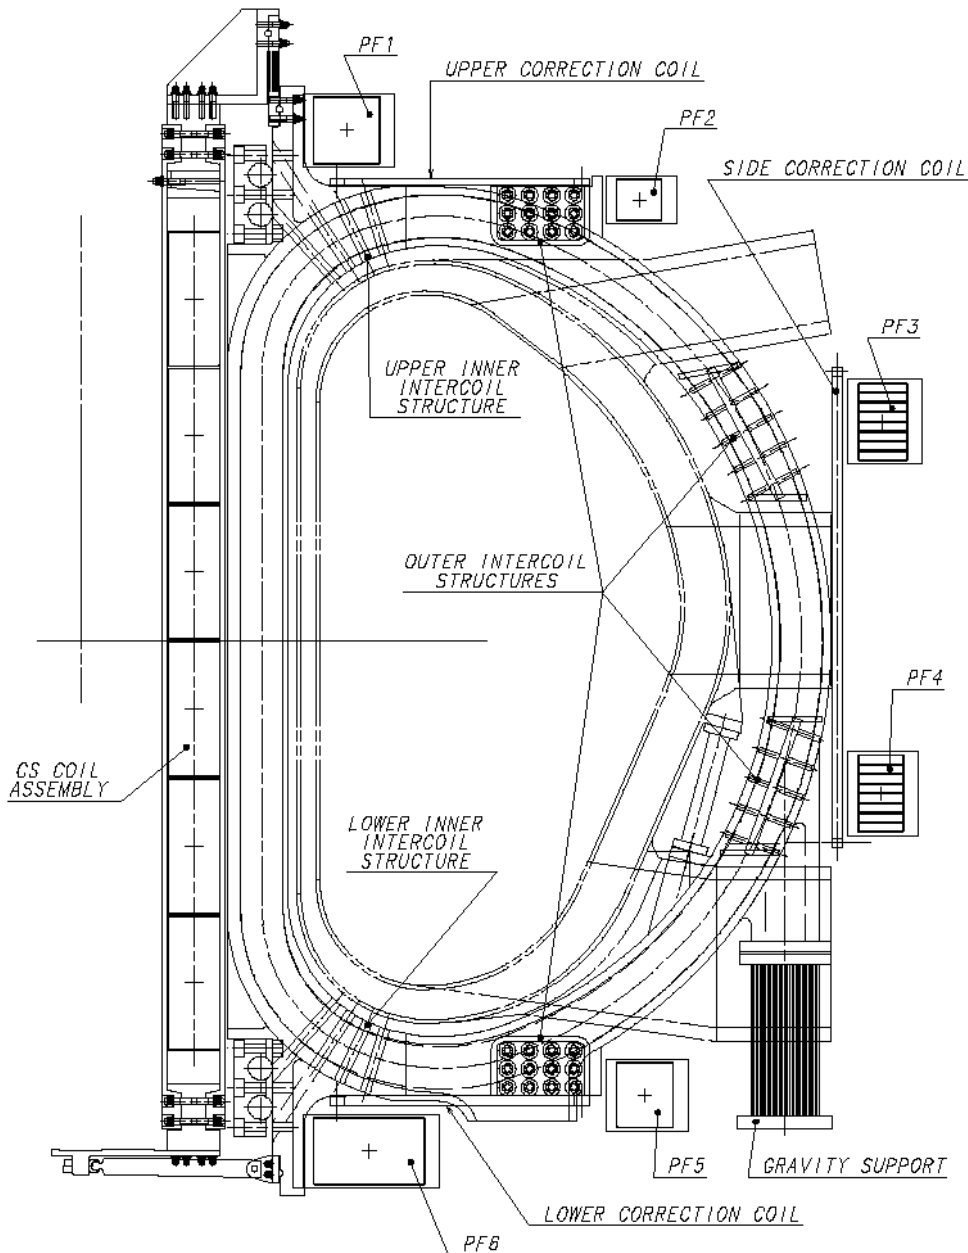 PF1
UPPER CORRECTION COIL
PF2
SIDE CORRECTION COIL
PF3
UPPER INNER
INTERCOIL
STRUCTURE
OUTER INTERCOIL
STRUCTURES
PF4
CS COIL
ASSEMBLY
LOWER INNER
INTERCOIL
STRUCTURE
PF5
GRAVITY SUPPORT
LOWER CORRECTION COIL
PF6